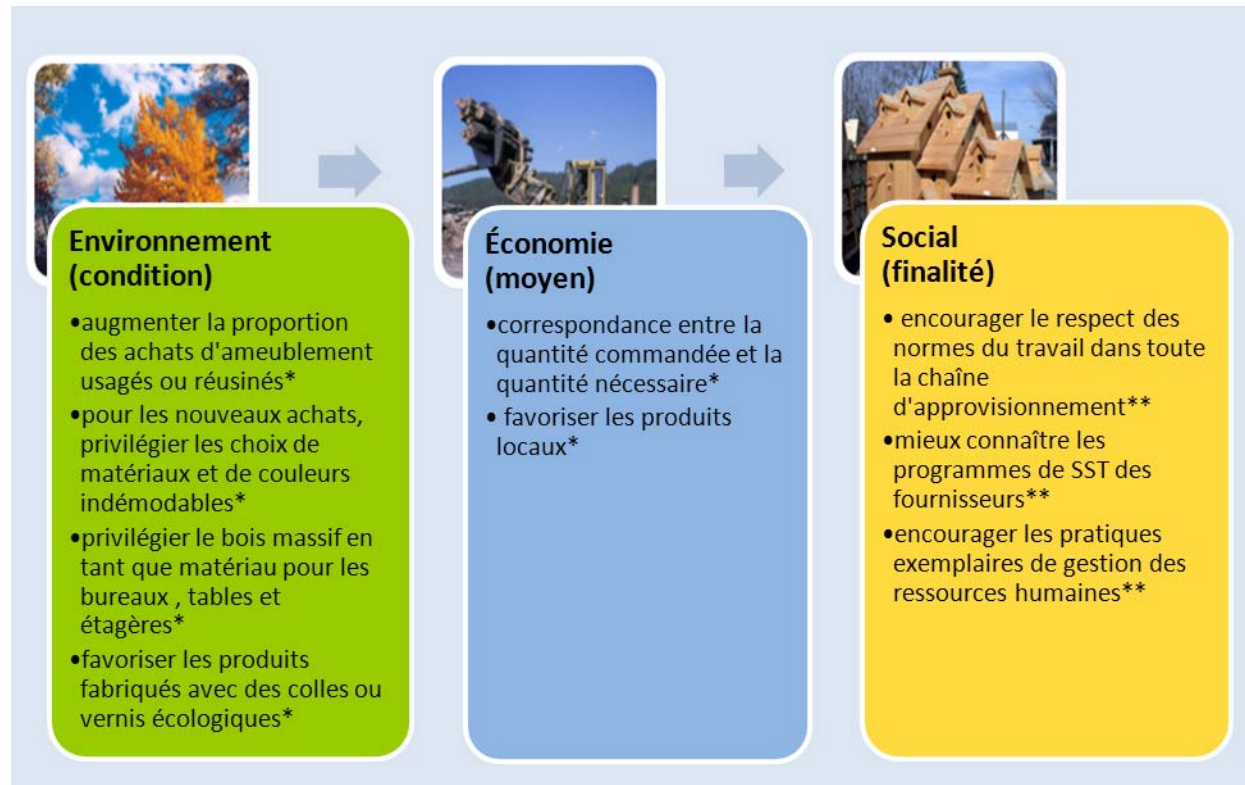 Environnement
(condition)
•augmenter la proportion
des achats d'ameublement
usagés ou réusinés*
•pour les nouveaux achats,
privilégier les choix de
matériaux et de couleurs
indémodables*
•privilégier le bois massif en
tant que matériau pour les
bureaux , tables et
étagères*
•favoriser les produits
fabriqués avec des colles ou
vernis écologiques*
Économie
(moyen)
•correspondance entre la
quantité commandée et la
quantité nécessaire*
• favoriser les produits
locaux*
Social
(finalité)
• encourager le respect des
normes du travail dans toute
la chaîne
d'approvisionnement**
•mieux connaître les
programmes de SST des
fournisseurs**
•encourager les pratiques
exemplaires de gestion des
ressources humaines**